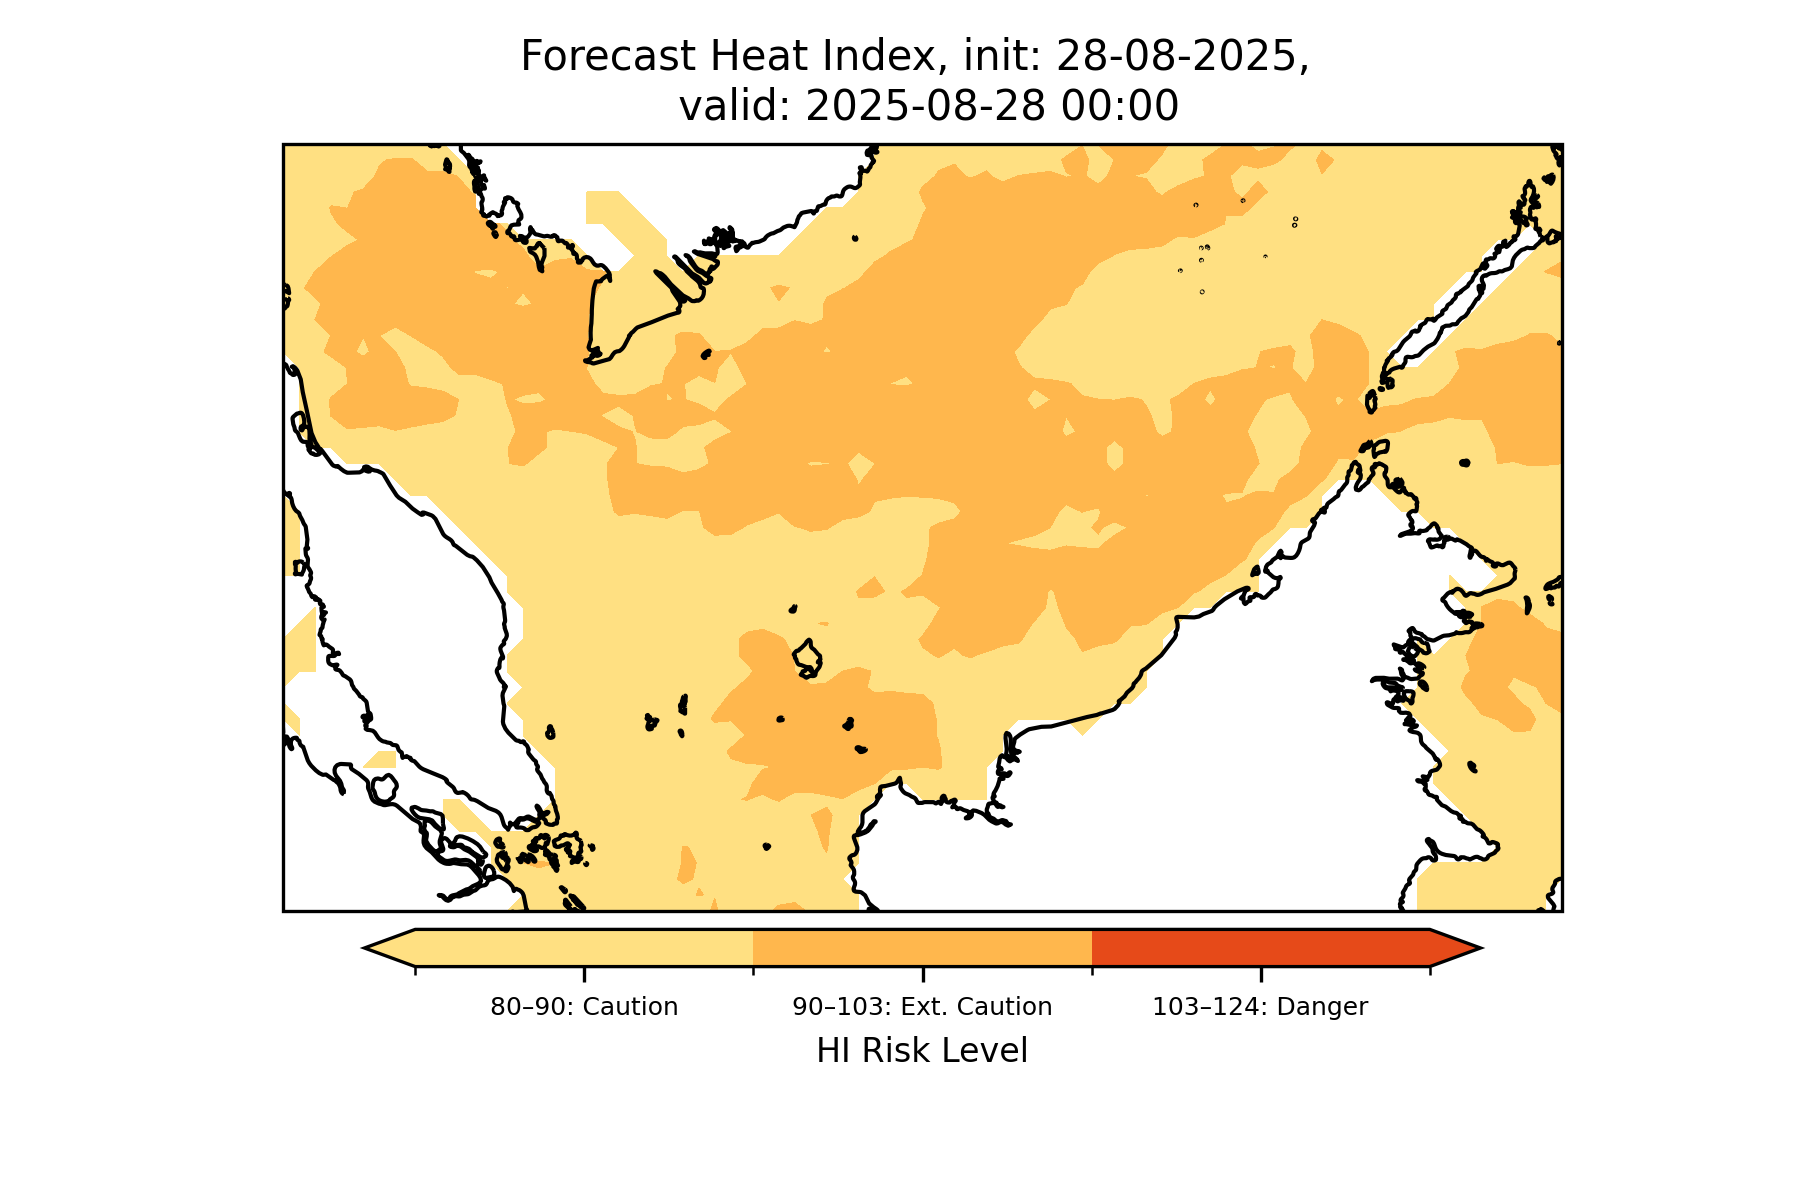 Forecast Heat Index, init: 28-08-2025,
valid: 2025-08-28 00:00
80–90: Caution
90–103: Ext. Caution
103–124: Danger
HI Risk Level